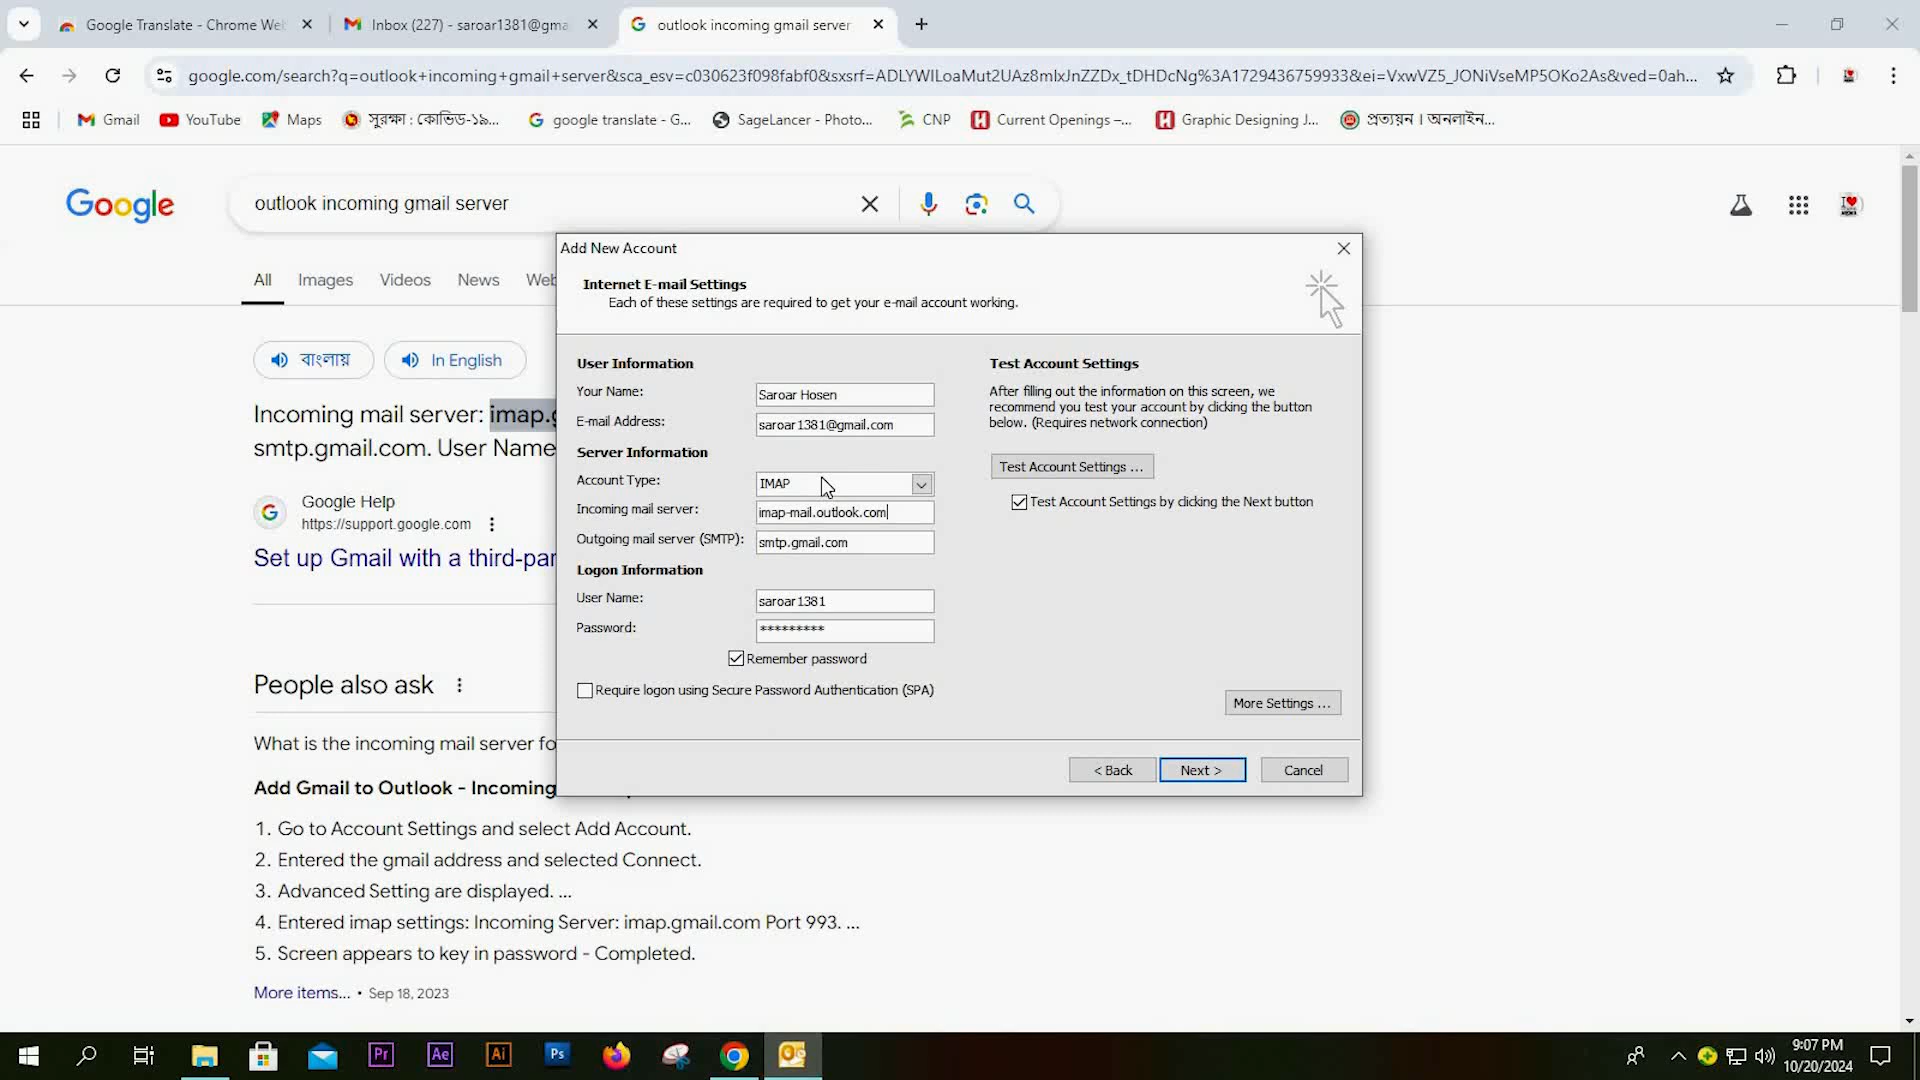 Google Translate - Chrome Wel
Inbox (227) - saroar1381@gma
outlook incoming gmail server
google.com/search?q=outlook+incoming+gmail+server&sca_esv=c030623f098fabf0&sxsrf=ADLYWILoaMut2UAz8mIxJnZZDx_tDHDcNg%3A1729436759933&ei=VxwVZ5_JONiVseMP5OKo2As&ved=0ah...
Gmail
YouTube
Maps
সুরক্ষা : কোভিড-১৯...
google translate - G...
SageLancer - Photo...
CNP
Current Openings –...
Graphic Designing J...
প্রত্যয়ন । অনলাইন...
Google
outlook incoming gmail server
All
Images
Videos
News
Web
বাংলায়
In English
Incoming mail server: imap.g
smtp.gmail.com. User Name
Google Help
https://support.google.com
Set up Gmail with a third-par
People also ask
What is the incoming mail server fo
Add Gmail to Outlook - Incoming
1. Go to Account Settings and select Add Account.
2. Entered the gmail address and selected Connect.
3. Advanced Setting are displayed. ...
4. Entered imap settings: Incoming Server: imap.gmail.com Port 993. ...
5. Screen appears to key in password - Completed.
More items... • Sep 18, 2023
Add New Account
Internet E-mail Settings
Each of these settings are required to get your e-mail account working.
User Information
Your Name: Saroar Hosen
E-mail Address: saroar1381@gmail.com
Server Information
Account Type: IMAP
Incoming mail server: imap-mail.outlook.com
Outgoing mail server (SMTP): smtp.gmail.com
Logon Information
User Name: saroar1381
Password: *********
Remember password
Require logon using Secure Password Authentication (SPA)
Test Account Settings
After filling out the information on this screen, we
recommend you test your account by clicking the button
below. (Requires network connection)
Test Account Settings ...
Test Account Settings by clicking the Next button
More Settings ...
< Back
Next >
Cancel
Pr
Ae
Ai
Ps
9:07 PM
10/20/2024